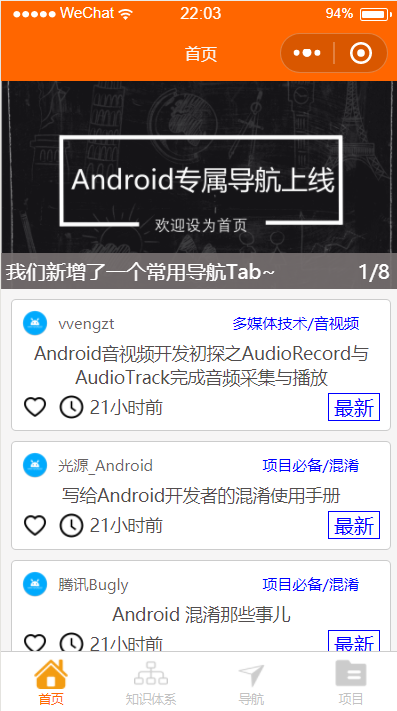 WeChat 22:03 94%
首页
Android专属导航上线
欢迎设为首页
我们新增了一个常用导航Tab~ 1/8
vvengzt 多媒体技术/音视频
Android音视频开发初探之AudioRecord与
AudioTrack完成音频采集与播放
21小时前 最新
光源_Android 项目必备/混淆
写给Android开发者的混淆使用手册
21小时前 最新
腾讯Bugly 项目必备/混淆
Android 混淆那些事儿
21小时前 最新
首页 知识体系 导航 项目